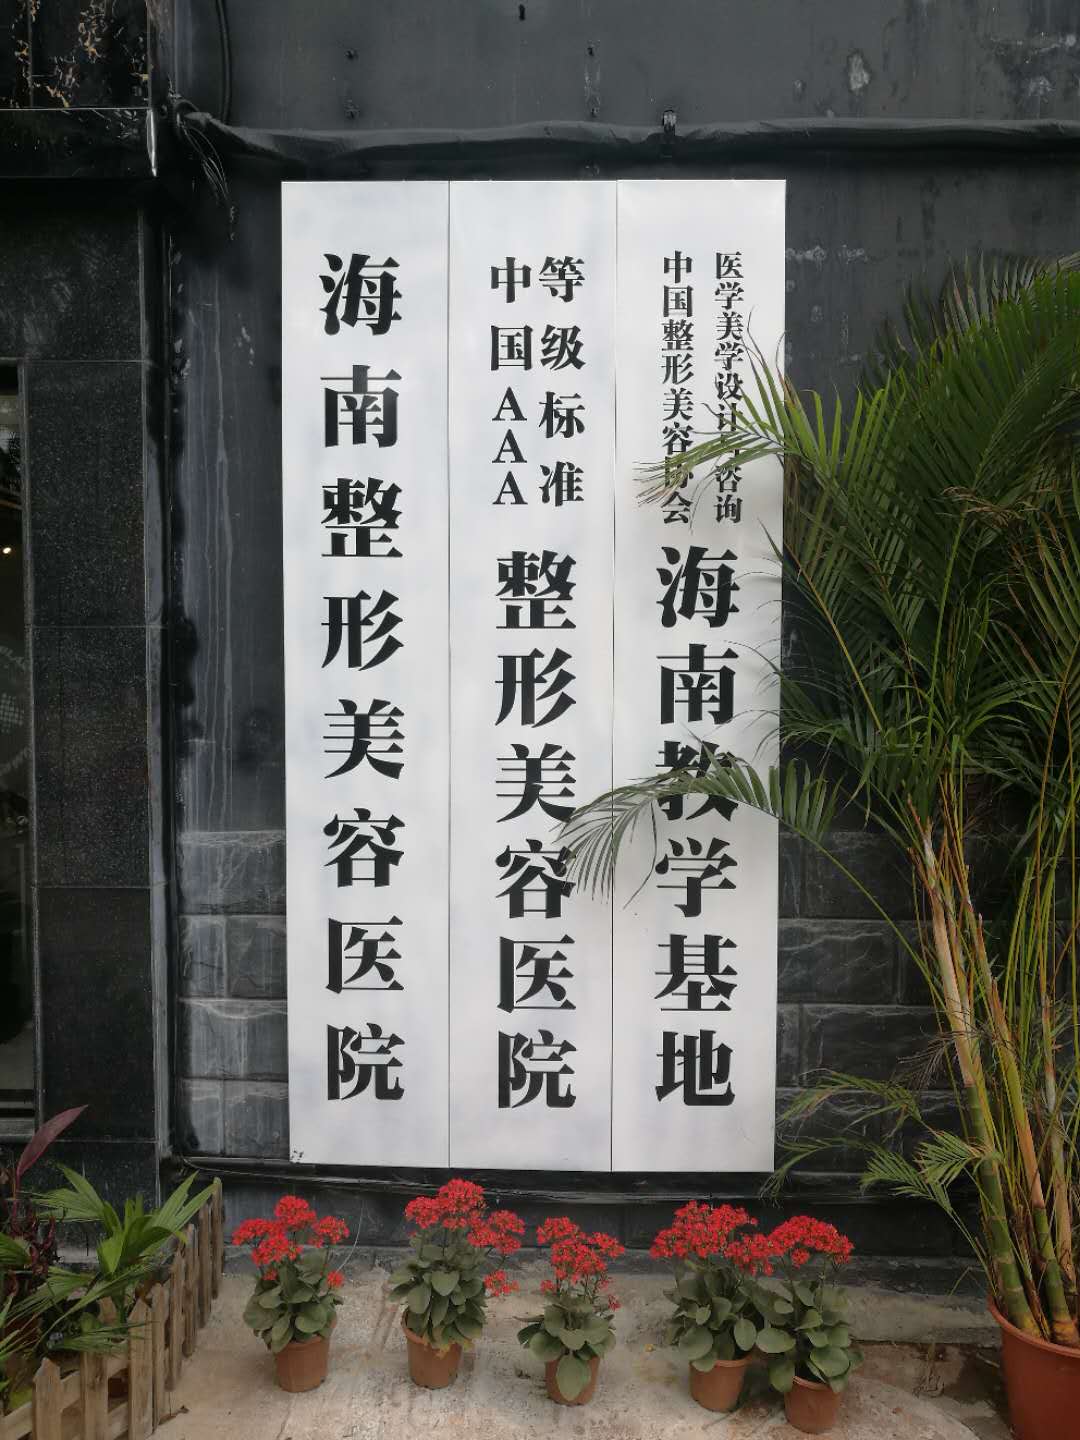 海南整形美容医院
中国AAA
等级标准
整形美容医院
中国整形美容协会
医学美学设计 咨询
海南教学基地